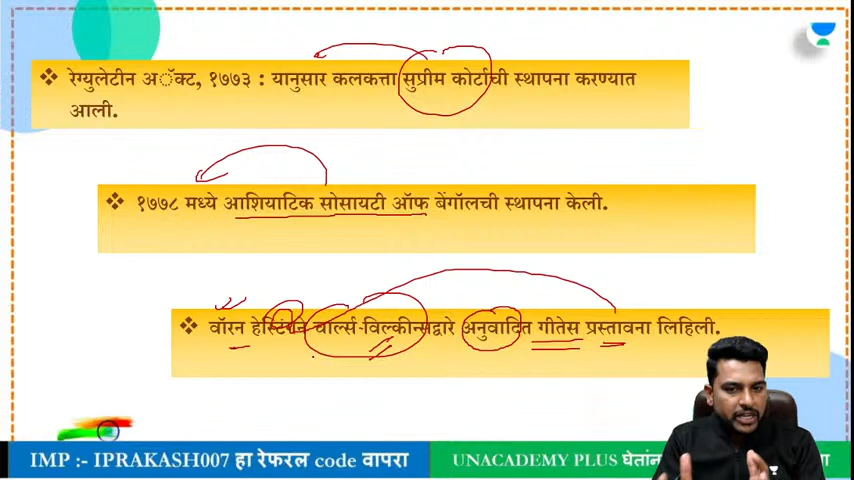 ❖ रेग्युलेटीन अॅक्ट, १७७३ : यानुसार कलकत्ता सुप्रीम कोर्टाची स्थापना करण्यात
आली.
❖ १७७८ मध्ये आशियाटिक सोसायटी ऑफ बेंगॉलची स्थापना केली.
❖ वॉरन हेस्टिंगने चार्ल्स-विल्कीन्सद्वारे अनुवादित गीतेस प्रस्तावना लिहिली.
IMP :- IPRAKASH007 हा रेफरल code वापरा
UNACADEMY PLUS घेतांना